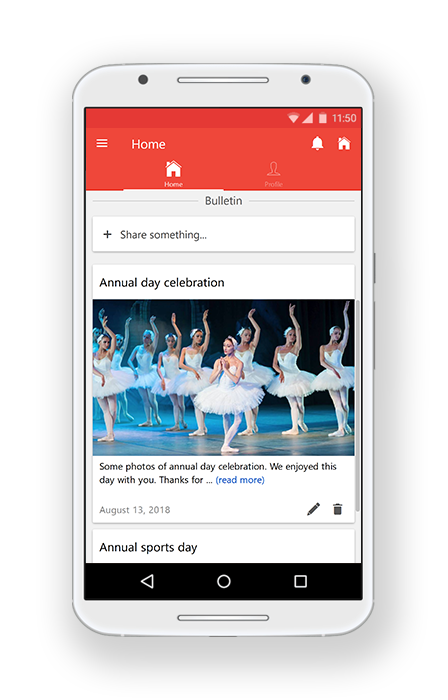 11:50
Home
Home
Profile
Bulletin
+ Share something...
Annual day celebration
Some photos of annual day celebration. We enjoyed this
day with you. Thanks for ... (read more)
August 13, 2018
Annual sports day